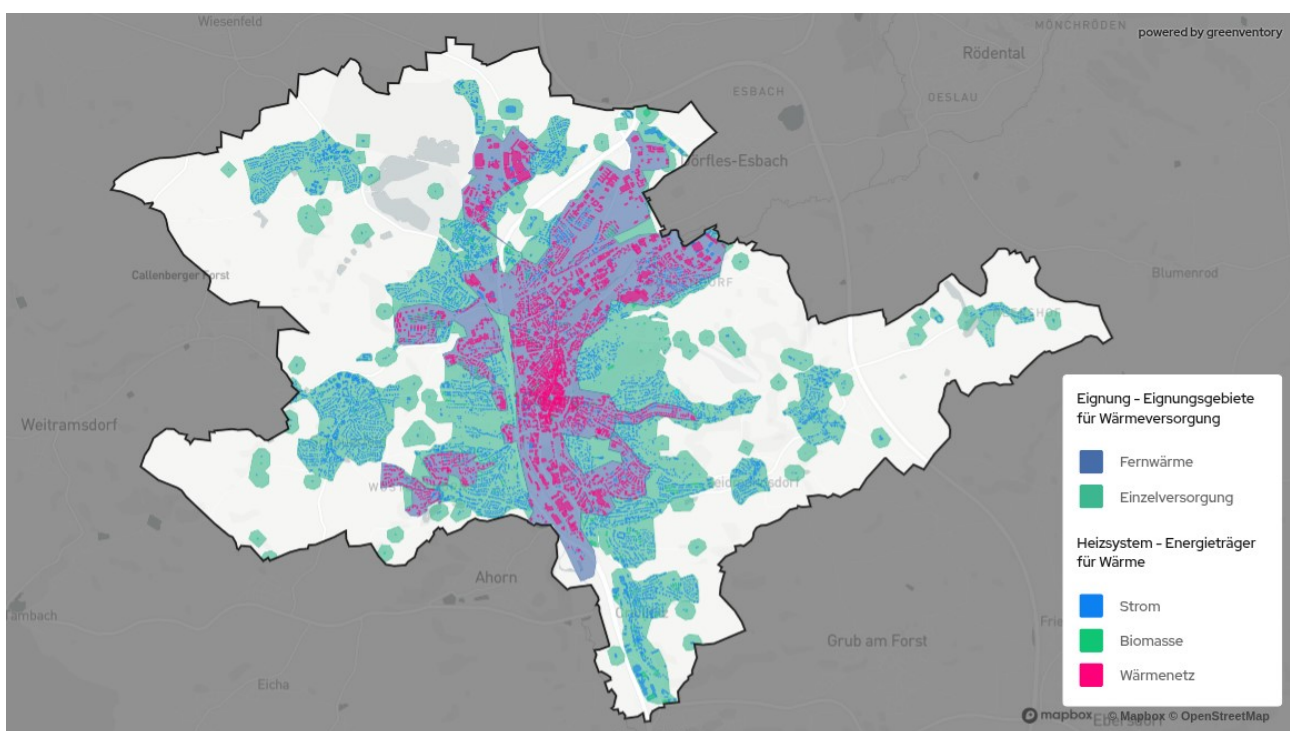 Wiesenfeld
MÖNCHRÖDEN
powered by greenventory
Rödental
ESBACH
OESLAU
Dörfles-Esbach
Callenberger Forst
Blumenrod
Weitramsdorf
Eignung - Eignungsgebiete
für Wärmeversorgung
Fernwärme
Einzelversorgung
Heizsystem - Energieträger
für Wärme
Strom
Biomasse
Wärmenetz
Ahorn
Grub am Forst
Eicha
mapbox
© Mapbox © OpenStreetMap